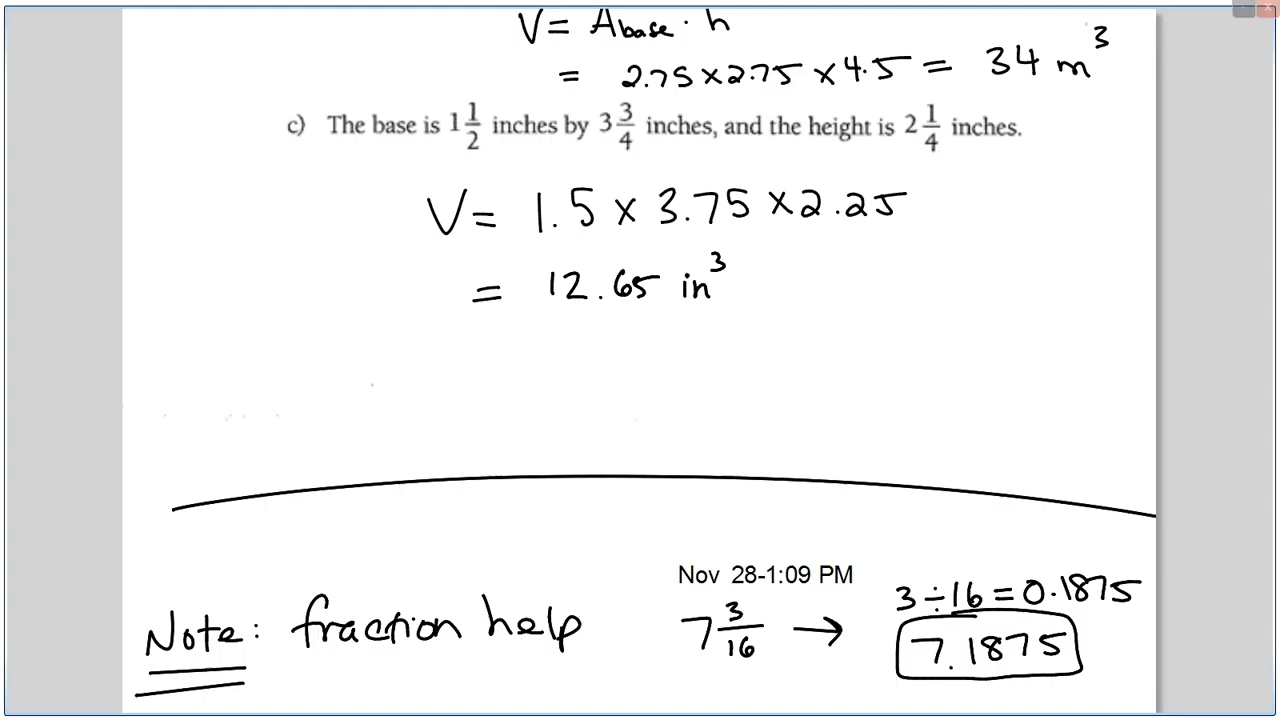 V = Abase · h
= 2.75 × 2.75 × 4.5 = 34 m³
c) The base is 1 1/2 inches by 3 3/4 inches, and the height is 2 1/4 inches.
V = 1.5 × 3.75 × 2.25
= 12.65 in³
Nov 28-1:09 PM
Note: fraction help 7 3/16 → 3 ÷ 16 = 0.1875
7.1875